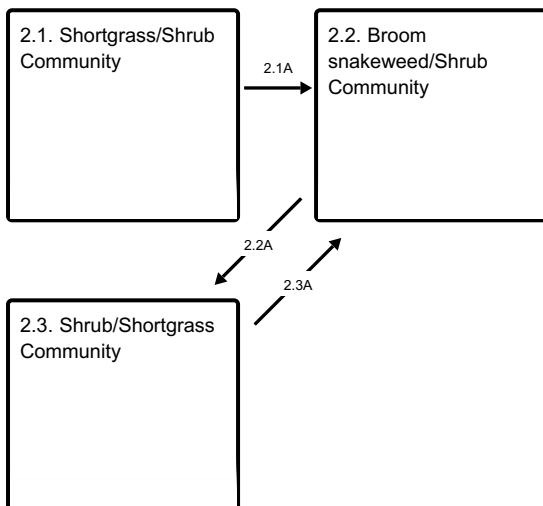 2.1. Shortgrass/Shrub
Community
2.1A
2.2. Broom
snakeweed/Shrub
Community
2.2A
2.3A
2.3. Shrub/Shortgrass
Community